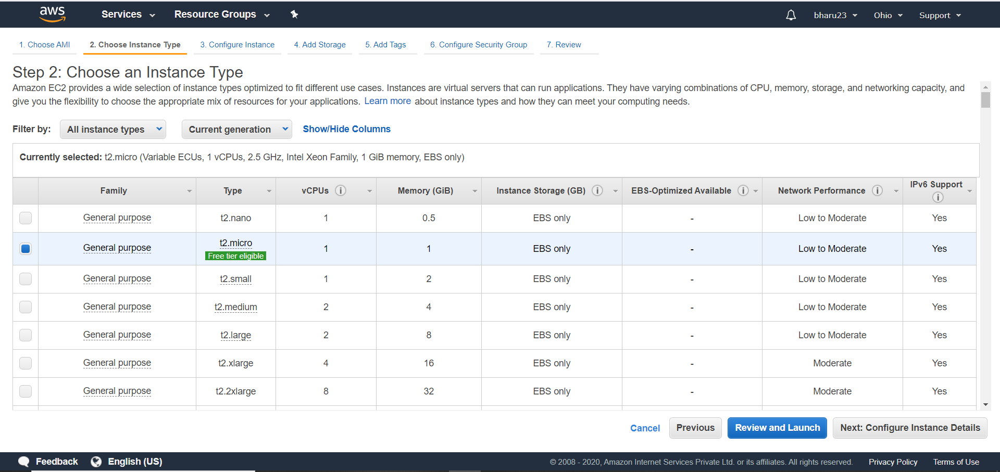 aws Services Resource Groups bharu23 Ohio Support
1. Choose AMI 2. Choose Instance Type 3. Configure Instance 4. Add Storage 5. Add Tags 6. Configure Security Group 7. Review
Step 2: Choose an Instance Type
Amazon EC2 provides a wide selection of instance types optimized to fit different use cases. Instances are virtual servers that can run applications. They have varying combinations of CPU, memory, storage, and networking capacity, and
give you the flexibility to choose the appropriate mix of resources for your applications. Learn more about instance types and how they can meet your computing needs.
Filter by: All instance types Current generation Show/Hide Columns
Currently selected: t2.micro (Variable ECUs, 1 vCPUs, 2.5 GHz, Intel Xeon Family, 1 GiB memory, EBS only)
Family Type vCPUs i Memory (GiB) Instance Storage (GB) i EBS-Optimized Available i Network Performance i IPv6 Support i
General purpose t2.nano 1 0.5 EBS only - Low to Moderate Yes
General purpose t2.micro 1 1 EBS only - Low to Moderate Yes
Free tier eligible
General purpose t2.small 1 2 EBS only - Low to Moderate Yes
General purpose t2.medium 2 4 EBS only - Low to Moderate Yes
General purpose t2.large 2 8 EBS only - Low to Moderate Yes
General purpose t2.xlarge 4 16 EBS only - Moderate Yes
General purpose t2.2xlarge 8 32 EBS only - Moderate Yes
Cancel Previous Review and Launch Next: Configure Instance Details
Feedback English (US) © 2008 - 2020, Amazon Internet Services Private Ltd. or its affiliates. All rights reserved. Privacy Policy Terms of Use